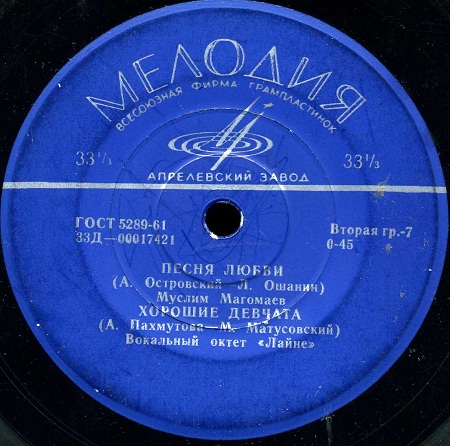 МЕЛОДИЯ
ВСЕСОЮЗНАЯ ФИРМА ГРАМПЛАСТИНОК
33⅓ 33⅓
АПРЕЛЕВСКИЙ ЗАВОД
ГОСТ 5289-61 Вторая гр.-7
33Д—00017421 0-45
ПЕСНЯ ЛЮБВИ
(А. Островский—Л. Ошанин)
Муслим Магомаев
ХОРОШИЕ ДЕВЧАТА
(А. Пахмутова—М. Матусовский)
Вокальный октет «Лайне»